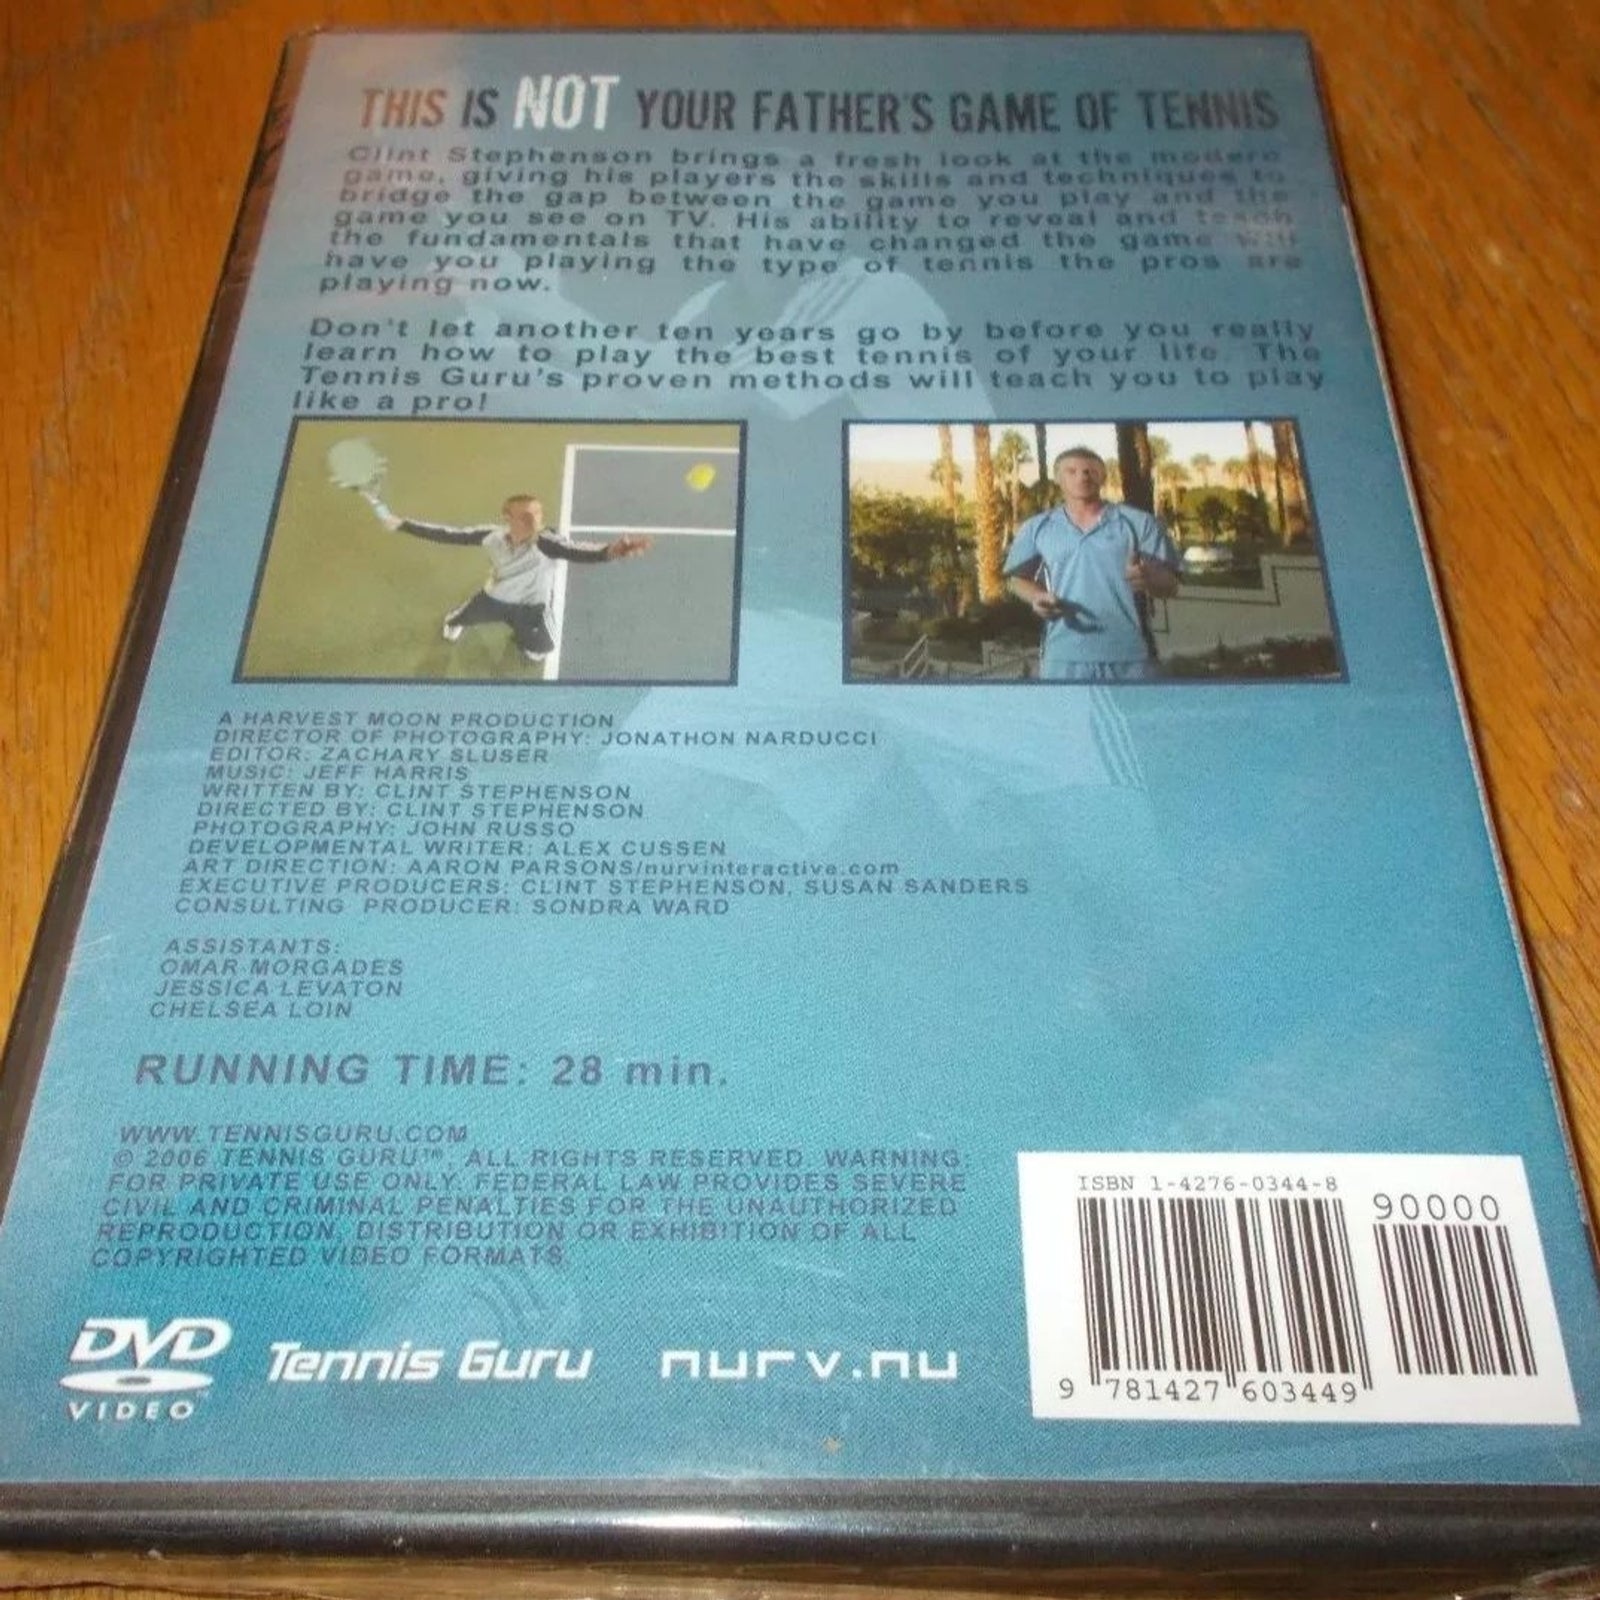 THIS IS NOT YOUR FATHER'S GAME OF TENNIS
Clint Stephenson brings a fresh look at the modern
game, giving his players the skills and techniques to
bridge the gap between the game you play and the
game you see on TV. His ability to reveal and teach
the fundamentals that have changed the game will
have you playing the type of tennis the pros are
playing now.
Don't let another ten years go by before you really
learn how to play the best tennis of your life. The
Tennis Guru's proven methods will teach you to play
like a pro!
A HARVEST MOON PRODUCTION
DIRECTOR OF PHOTOGRAPHY: JONATHON NARDUCCI
EDITOR: ZACHARY SLUSER
MUSIC: JEFF HARRIS
WRITTEN BY: CLINT STEPHENSON
DIRECTED BY: CLINT STEPHENSON
PHOTOGRAPHY: JOHN RUSSO
DEVELOPMENTAL WRITER: ALEX CUSSEN
ART DIRECTION: AARON PARSONS/nurvinteractive.com
EXECUTIVE PRODUCERS: CLINT STEPHENSON, SUSAN SANDERS
CONSULTING PRODUCER: SONDRA WARD
ASSISTANTS:
OMAR MORGADES
JESSICA LEVATON
CHELSEA LOIN
RUNNING TIME: 28 min.
WWW.TENNISGURU.COM
© 2006 TENNIS GURU™. ALL RIGHTS RESERVED. WARNING:
FOR PRIVATE USE ONLY. FEDERAL LAW PROVIDES SEVERE
CIVIL AND CRIMINAL PENALTIES FOR THE UNAUTHORIZED
REPRODUCTION, DISTRIBUTION OR EXHIBITION OF ALL
COPYRIGHTED VIDEO FORMATS.
ISBN 1-4276-0344-8
90000
9 781427 603449
DVD VIDEO
Tennis Guru
nurv.nu